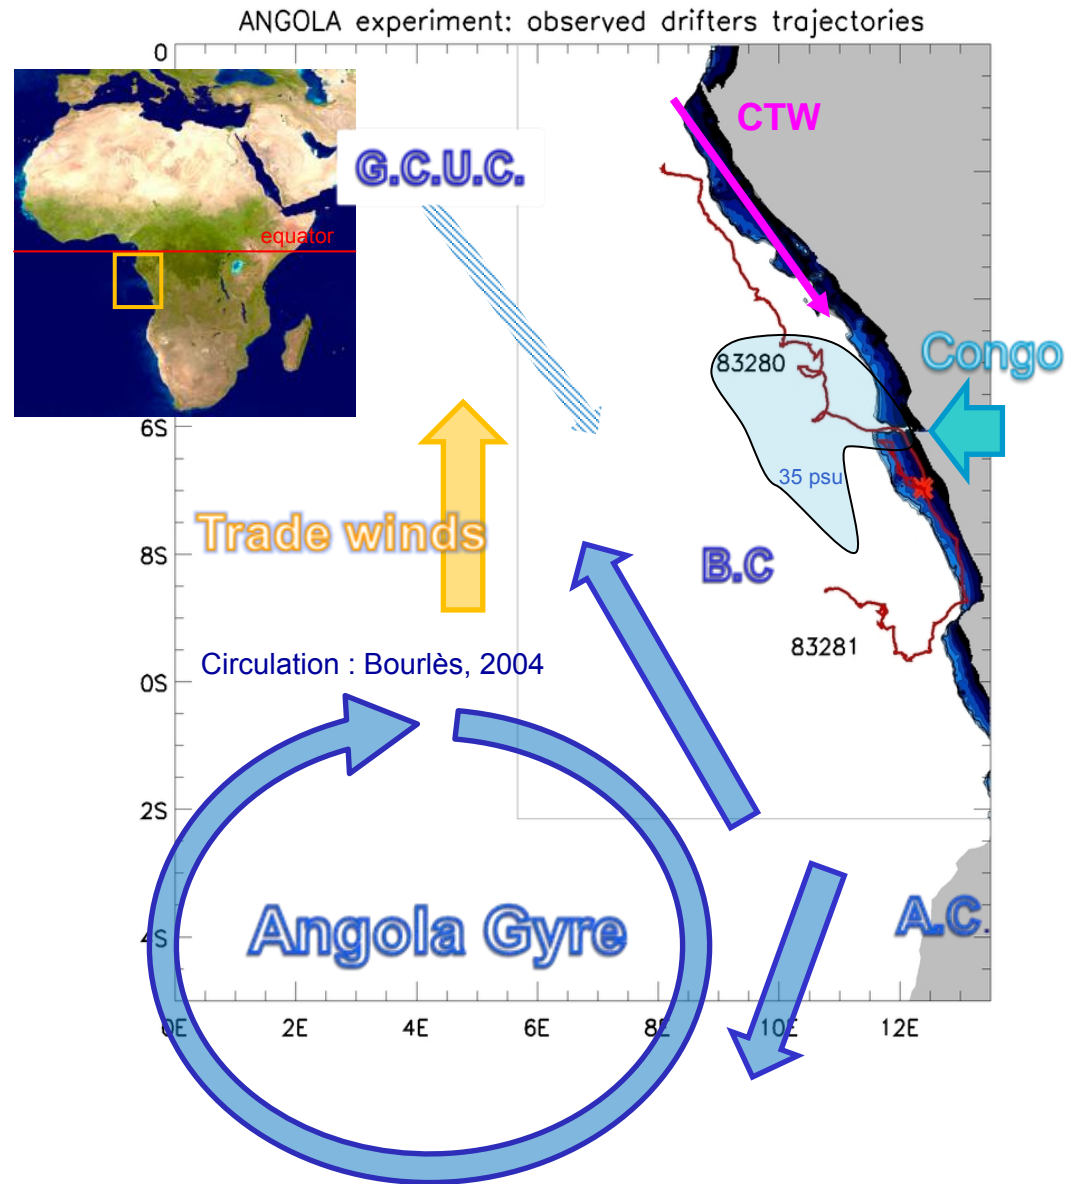 ANGOLA experiment: observed drifters trajectories
0
CTW
G.C.U.C.
equator
Congo
83280
6S
35 psu
Trade winds
8S
B.C
83281
Circulation : Bourlès, 2004
0S
2S
Angola Gyre
A.C.
4S
0E 2E 4E 6E 8E 10E 12E